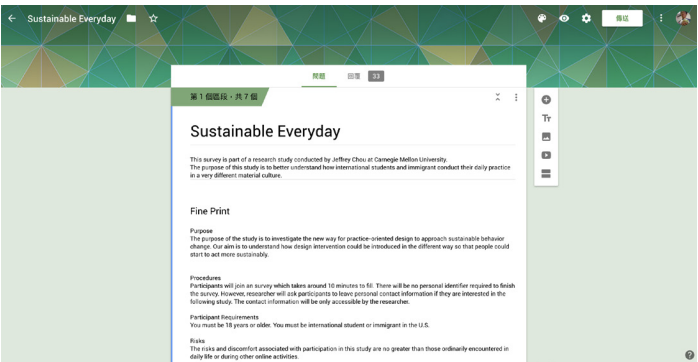 Sustainable Everyday
傳送
問題 回覆 33
第 1 個區段，共 7 個
Sustainable Everyday
This survey is part of a research study conducted by Jeffrey Chou at Carnegie Mellon University.
The purpose of this study is to better understand how international students and immigrant conduct their daily practice
in a very different material culture.
Fine Print
Purpose
The purpose of the study is to investigate the new way for practice-oriented design to approach sustainable behavior
change. Our aim is to understand how design intervention could be introduced in the different way so that people could
start to act more sustainably.
Procedures
Participants will join an survey which takes around 10 minutes to fill. There will be no personal identifier required to finish
the survey. However, researcher will ask participants to leave personal contact information if they are interested in the
following study. The contact information will be only accessible by the researcher.
Participant Requirements
You must be 18 years or older. You must be international student or immigrant in the U.S.
Risks
The risks and discomfort associated with participation in this study are no greater than those ordinarily encountered in
daily life or during other online activities.
Tт